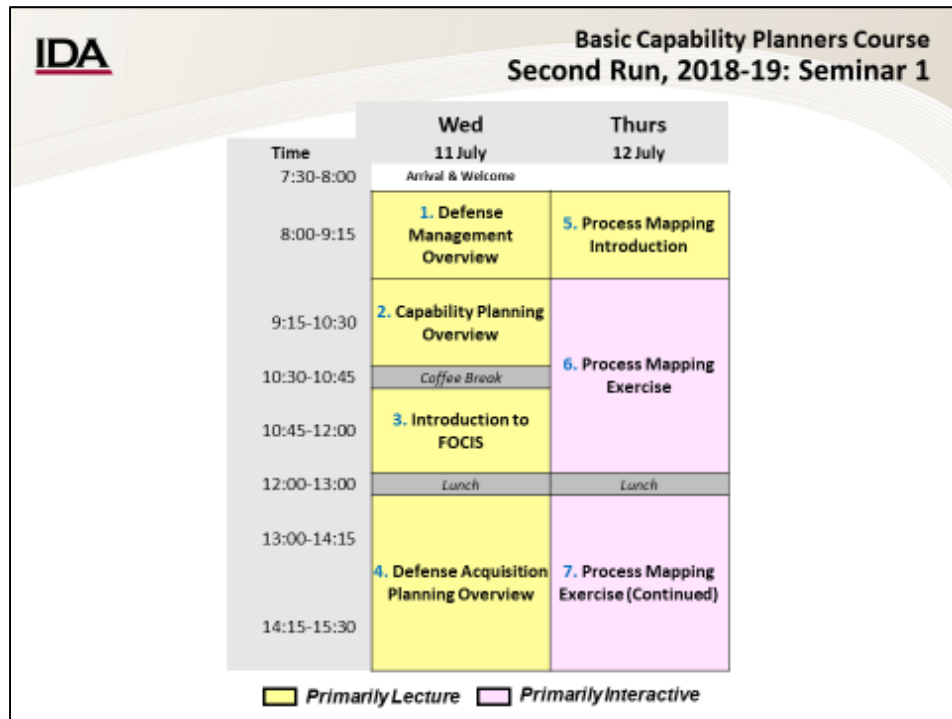 IDA
Basic Capability Planners Course
Second Run, 2018-19: Seminar 1
Wed
Thurs
Time
11 July
12 July
7:30-8:00
Arrival & Welcome
8:00-9:15
1. Defense
Management
Overview
5. Process Mapping
Introduction
9:15-10:30
2. Capability Planning
Overview
6. Process Mapping
Exercise
10:30-10:45
Coffee Break
10:45-12:00
3. Introduction to
FOCIS
12:00-13:00
Lunch
Lunch
13:00-14:15
4. Defense Acquisition
Planning Overview
7. Process Mapping
Exercise (Continued)
14:15-15:30
Primarily Lecture
Primarily Interactive